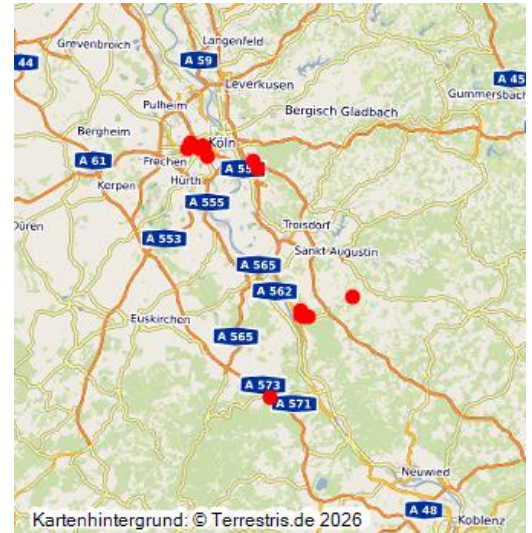 Grevenbroich
Langenfeld
44
A 59
A 45
Leverkusen
Gummersbach
Pulheim
Bergisch Gladbach
Bergheim
Köln
A 61
Frechen
A 55
Kerpen
Hürth
A 555
Düren
Troisdorf
A 553
Sankt Augustin
A 565
A 562
Euskirchen
A 565
A 573
A 571
Neuwied
A 48
Koblenz
Kartenhintergrund: © Terrestris.de 2026